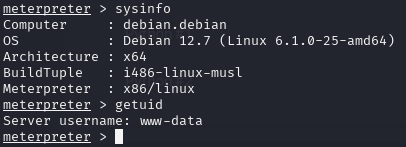 meterpreter > sysinfo
Computer     : debian.debian
OS           : Debian 12.7 (Linux 6.1.0-25-amd64)
Architecture : x64
BuildTuple   : i486-linux-musl
Meterpreter  : x86/linux
meterpreter > getuid
Server username: www-data
meterpreter >